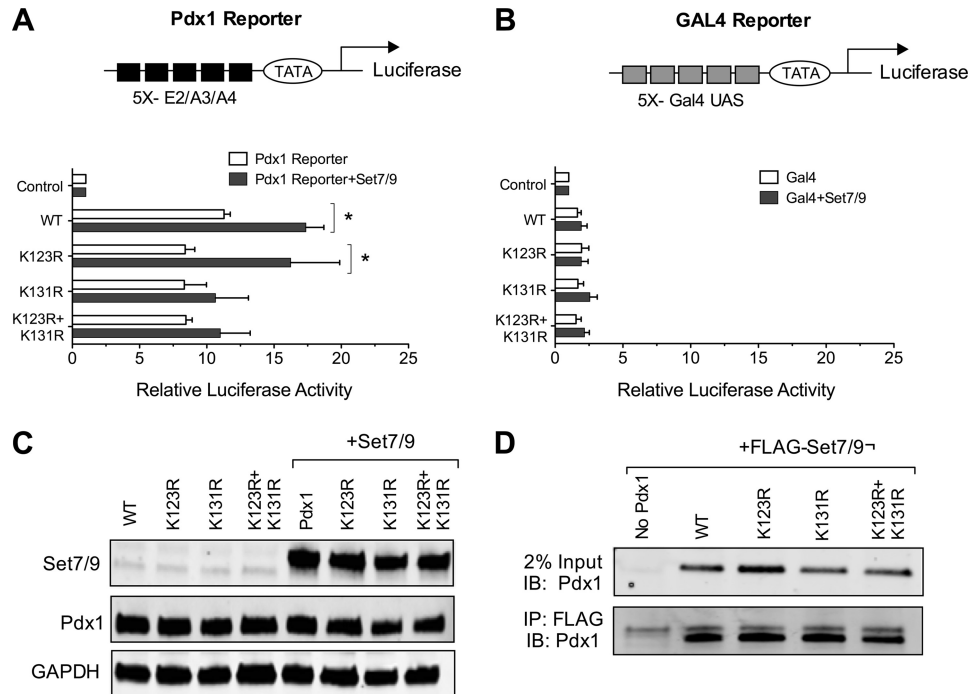 A
Pdx1 Reporter
TATA
Luciferase
5X- E2/A3/A4
Pdx1 Reporter
Pdx1 Reporter+Set7/9
Control
WT
*
K123R
*
K131R
K123R+
K131R
0 5 10 15 20 25
Relative Luciferase Activity
B
GAL4 Reporter
TATA
Luciferase
5X- Gal4 UAS
Gal4
Gal4+Set7/9
Control
WT
K123R
K131R
K123R+
K131R
0 5 10 15 20 25
Relative Luciferase Activity
C
+Set7/9
WT
K123R
K131R
K123R+
K131R
Pdx1
K123R
K131R
K123R+
K131R
Set7/9
Pdx1
GAPDH
D
+FLAG-Set7/9¬
No Pdx1
WT
K123R
K131R
K123R+
K131R
2% Input
IB: Pdx1
IP: FLAG
IB: Pdx1